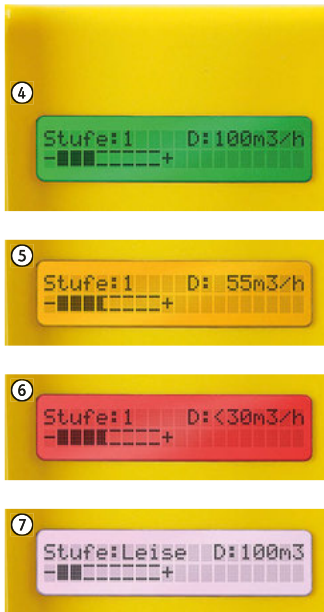 4
Stufe:1 D:100m3/h
- +
5
Stufe:1 D: 55m3/h
- +
6
Stufe:1 D:<30m3/h
- +
7
Stufe:Leise D:100m3
- +